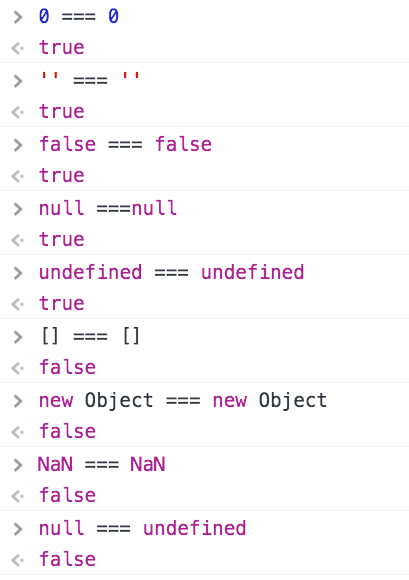 0 === 0
true
'' === ''
true
false === false
true
null ===null
true
undefined === undefined
true
[] === []
false
new Object === new Object
false
NaN === NaN
false
null === undefined
false